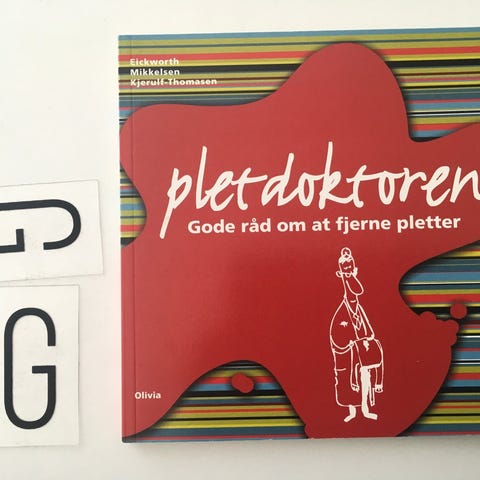 Eickworth
Mikkelsen
Kjerulf-Thomasen
pletdoktoren
Gode råd om at fjerne pletter
G
G
Olivia